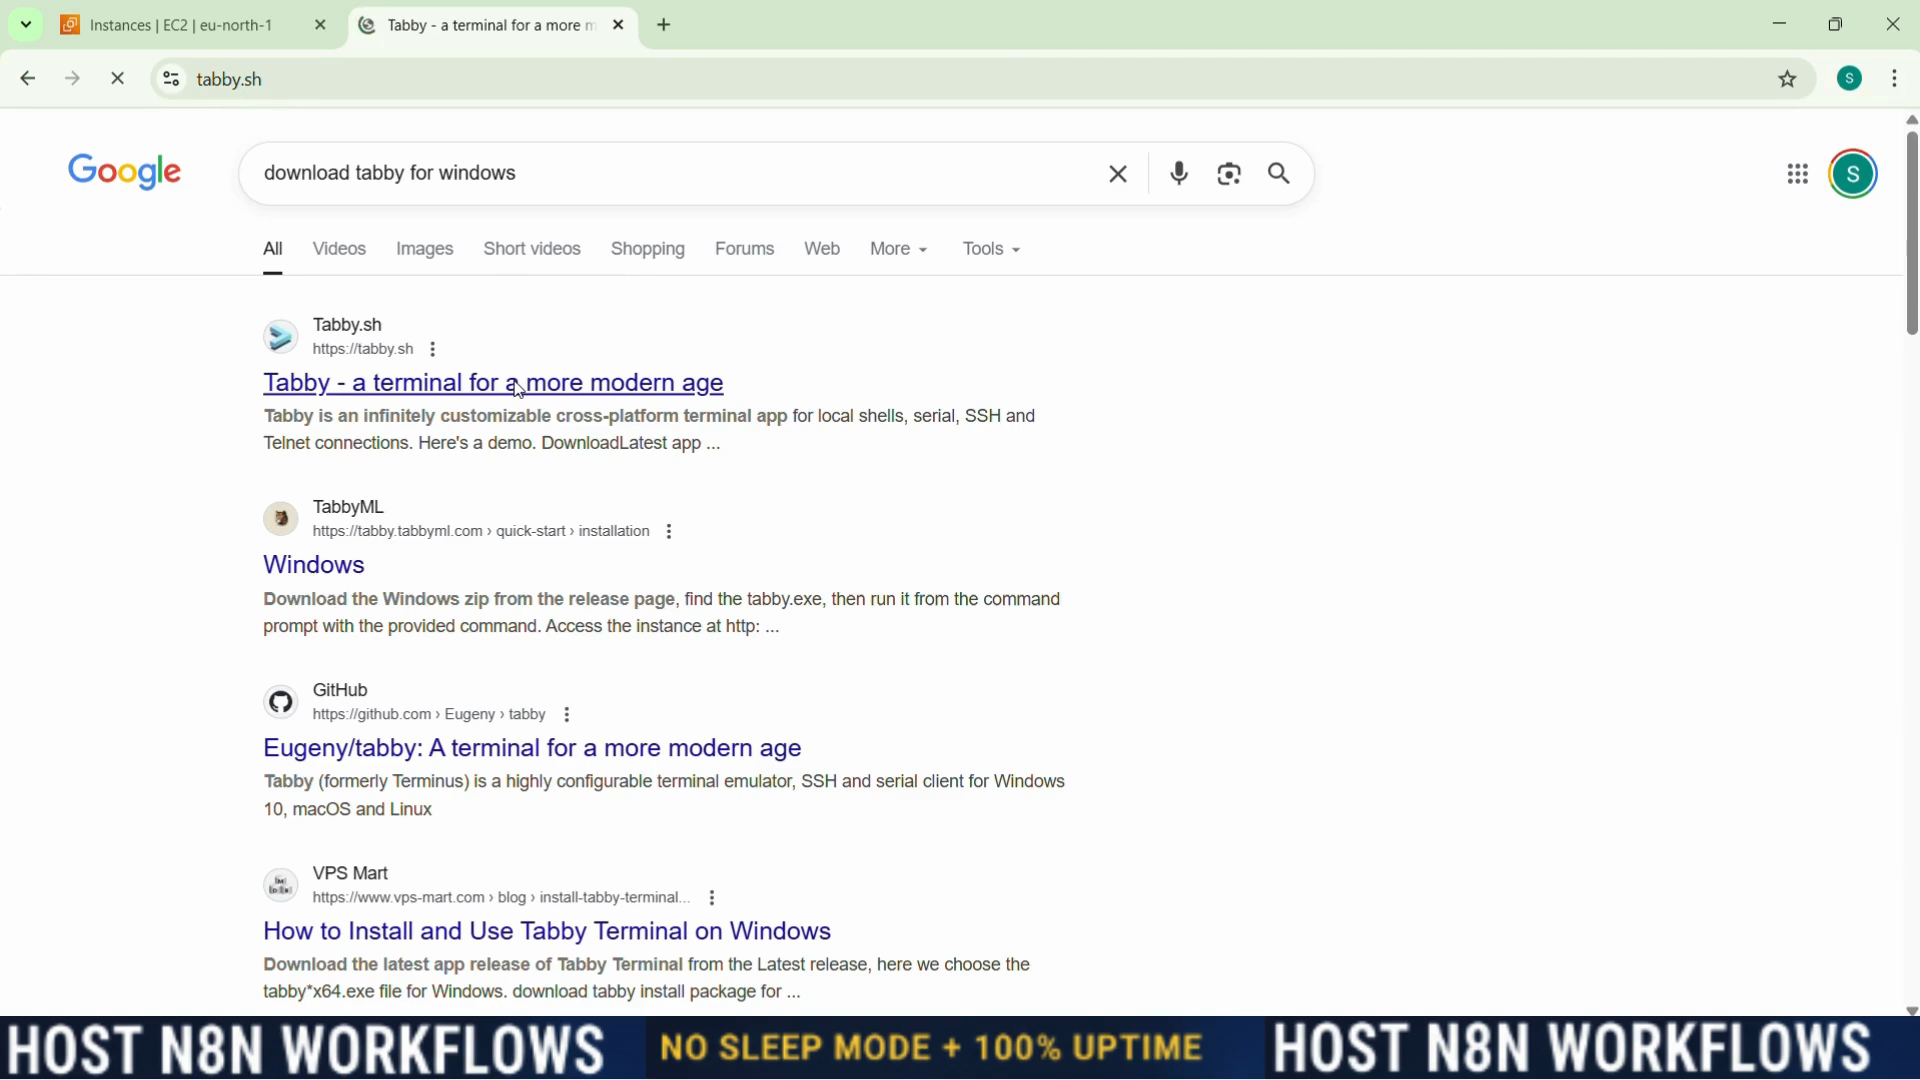 Instances | EC2 | eu-north-1
Tabby - a terminal for a more m
tabby.sh
S
Google
download tabby for windows
S
All
Videos
Images
Short videos
Shopping
Forums
Web
More
Tools
Tabby.sh
https://tabby.sh
Tabby - a terminal for a more modern age
Tabby is an infinitely customizable cross-platform terminal app for local shells, serial, SSH and
Telnet connections. Here's a demo. DownloadLatest app ...
TabbyML
https://tabby.tabbyml.com › quick-start › installation
Windows
Download the Windows zip from the release page, find the tabby.exe, then run it from the command
prompt with the provided command. Access the instance at http: ...
GitHub
https://github.com › Eugeny › tabby
Eugeny/tabby: A terminal for a more modern age
Tabby (formerly Terminus) is a highly configurable terminal emulator, SSH and serial client for Windows
10, macOS and Linux
VPS Mart
https://www.vps-mart.com › blog › install-tabby-terminal...
How to Install and Use Tabby Terminal on Windows
Download the latest app release of Tabby Terminal from the Latest release, here we choose the
tabby*x64.exe file for Windows. download tabby install package for ...
HOST N8N WORKFLOWS
NO SLEEP MODE + 100% UPTIME
HOST N8N WORKFLOWS